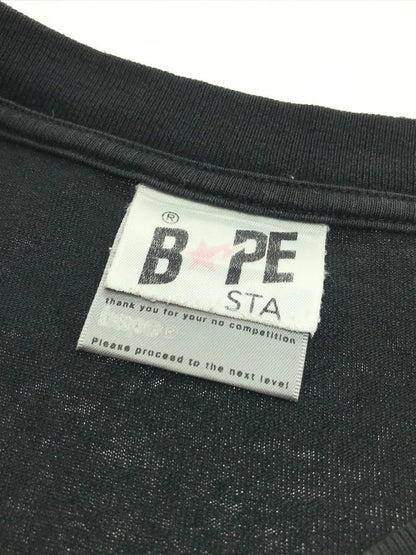 ®
B★PE
STA
thank you for your no competition
Please proceed to the next level